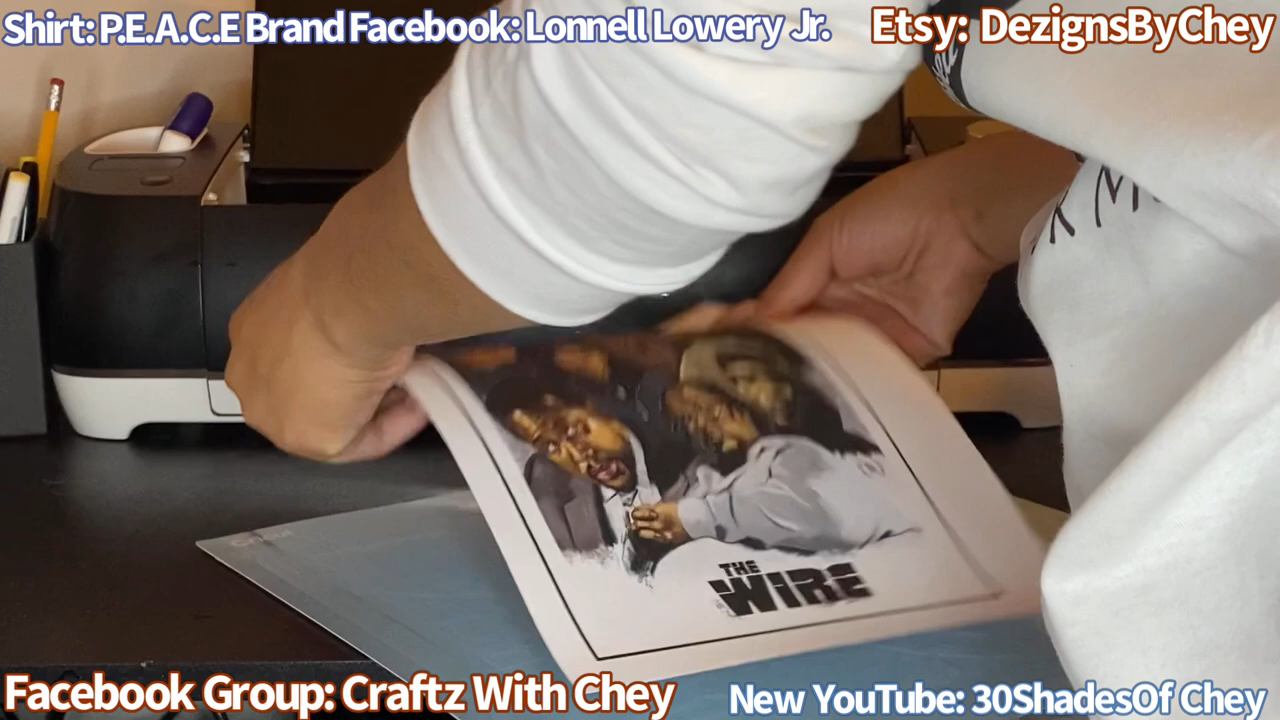 Shirt: P.E.A.C.E Brand Facebook: Lonnell Lowery Jr.
Etsy: DezignsByChey
THE
WIRE
Facebook Group: Craftz With Chey
New YouTube: 30ShadesOf Chey